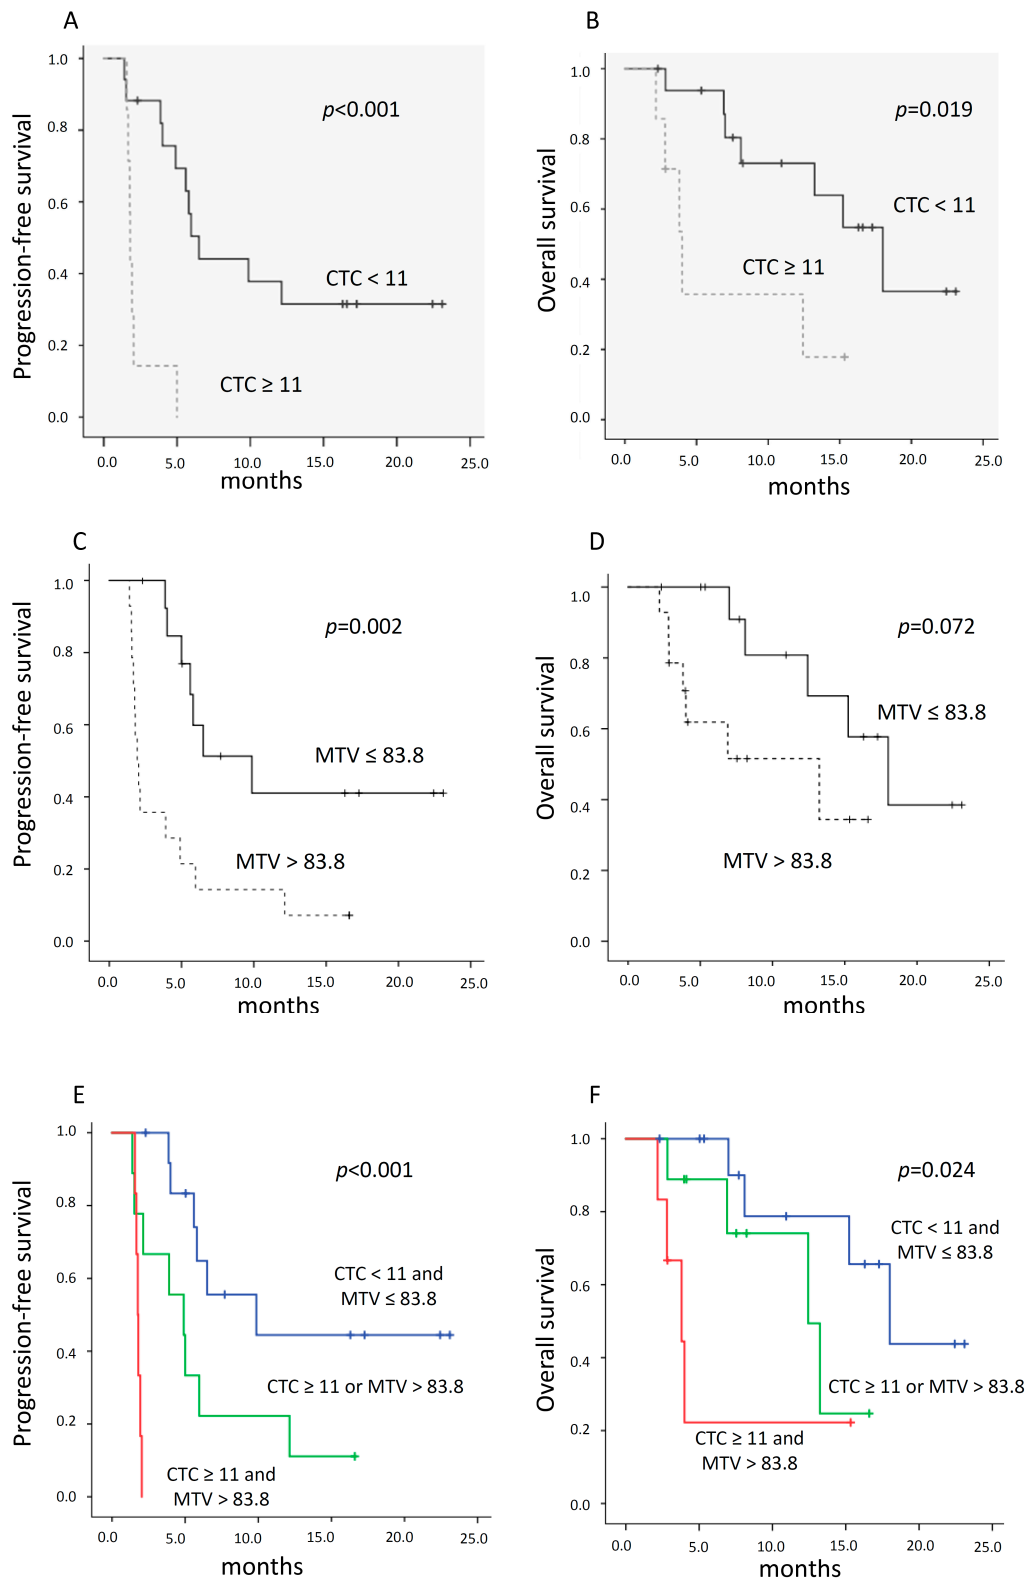 A
Progression-free survival
1.0
0.8
0.6
0.4
0.2
0.0
p<0.001
CTC < 11
CTC ≥ 11
0.0 5.0 10.0 15.0 20.0 25.0
months
B
Overall survival
1.0
0.8
0.6
0.4
0.2
0.0
p=0.019
CTC < 11
CTC ≥ 11
0.0 5.0 10.0 15.0 20.0 25.0
months
C
Progression-free survival
1.0
0.8
0.6
0.4
0.2
0.0
p=0.002
MTV ≤ 83.8
MTV > 83.8
0.0 5.0 10.0 15.0 20.0 25.0
months
D
Overall survival
1.0
0.8
0.6
0.4
0.2
0.0
p=0.072
MTV ≤ 83.8
MTV > 83.8
0.0 5.0 10.0 15.0 20.0 25.0
months
E
Progression-free survival
1.0
0.8
0.6
0.4
0.2
0.0
p<0.001
CTC < 11 and
MTV ≤ 83.8
CTC ≥ 11 or MTV > 83.8
CTC ≥ 11 and
MTV > 83.8
0.0 5.0 10.0 15.0 20.0 25.0
months
F
Overall survival
1.0
0.8
0.6
0.4
0.2
0.0
p=0.024
CTC < 11 and
MTV ≤ 83.8
CTC ≥ 11 or MTV > 83.8
CTC ≥ 11 and
MTV > 83.8
0.0 5.0 10.0 15.0 20.0 25.0
months